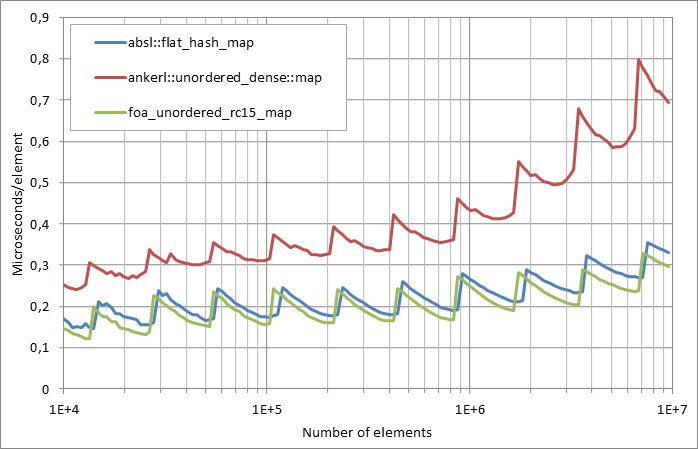 0,9
0,8
0,7
0,6
0,5
0,4
0,3
0,2
0,1
0
Microseconds/element
absl::flat_hash_map
ankerl::unordered_dense::map
foa_unordered_rc15_map
1E+4
1E+5
1E+6
1E+7
Number of elements